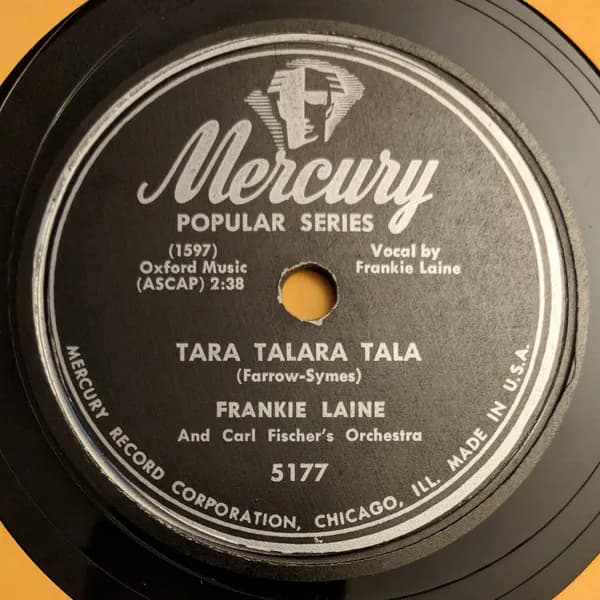 Mercury
POPULAR SERIES
(1597)
Oxford Music
(ASCAP) 2:38
Vocal by
Frankie Laine
TARA TALARA TALA
(Farrow-Symes)
FRANKIE LAINE
And Carl Fischer's Orchestra
5177
MERCURY RECORD CORPORATION, CHICAGO, ILL. MADE IN U.S.A.